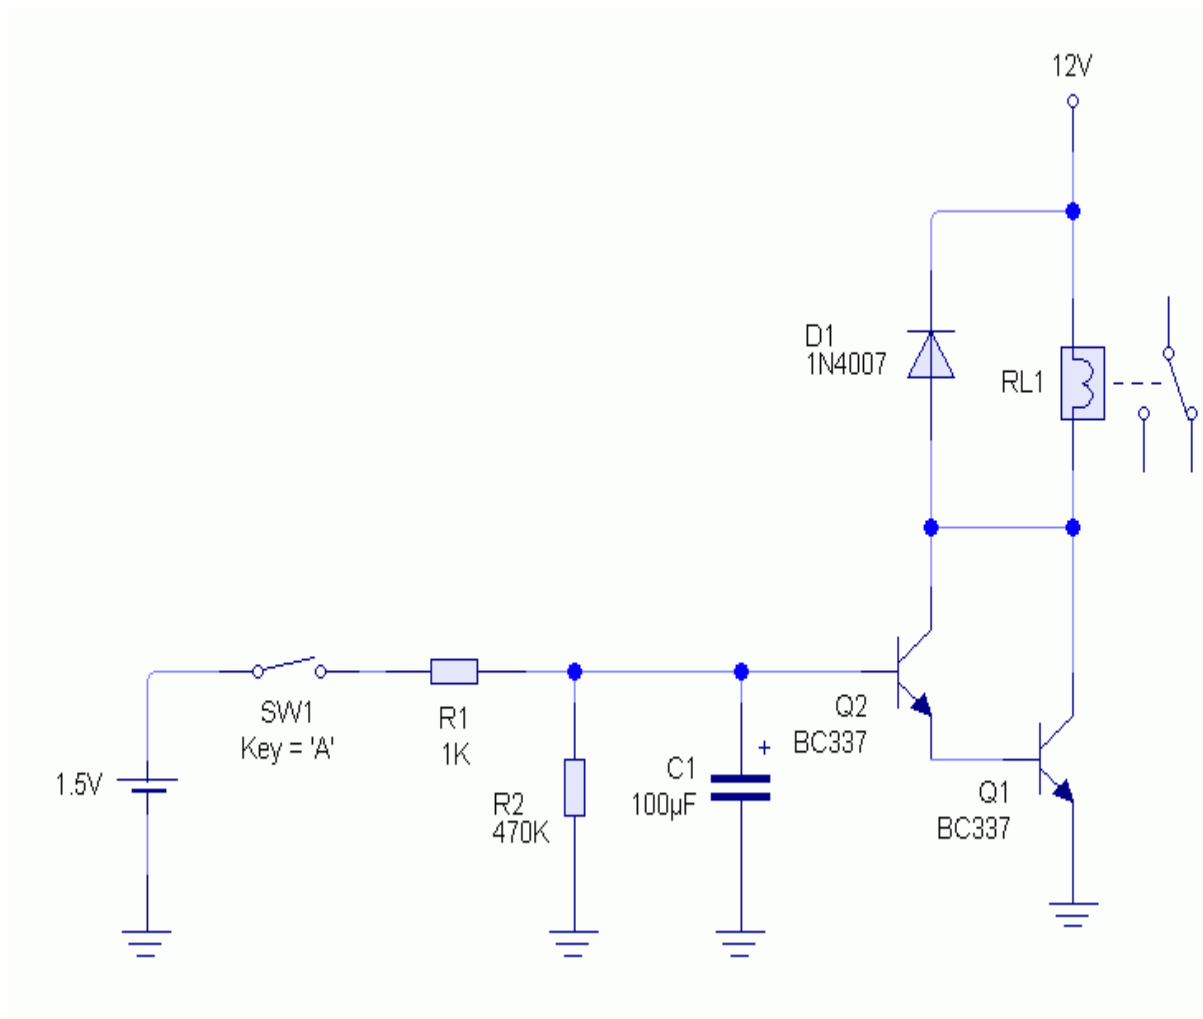 12V
D1
1N4007
RL1
SW1
Key = 'A'
R1
1K
1.5V
R2
470K
C1
+
100µF
Q2
BC337
Q1
BC337